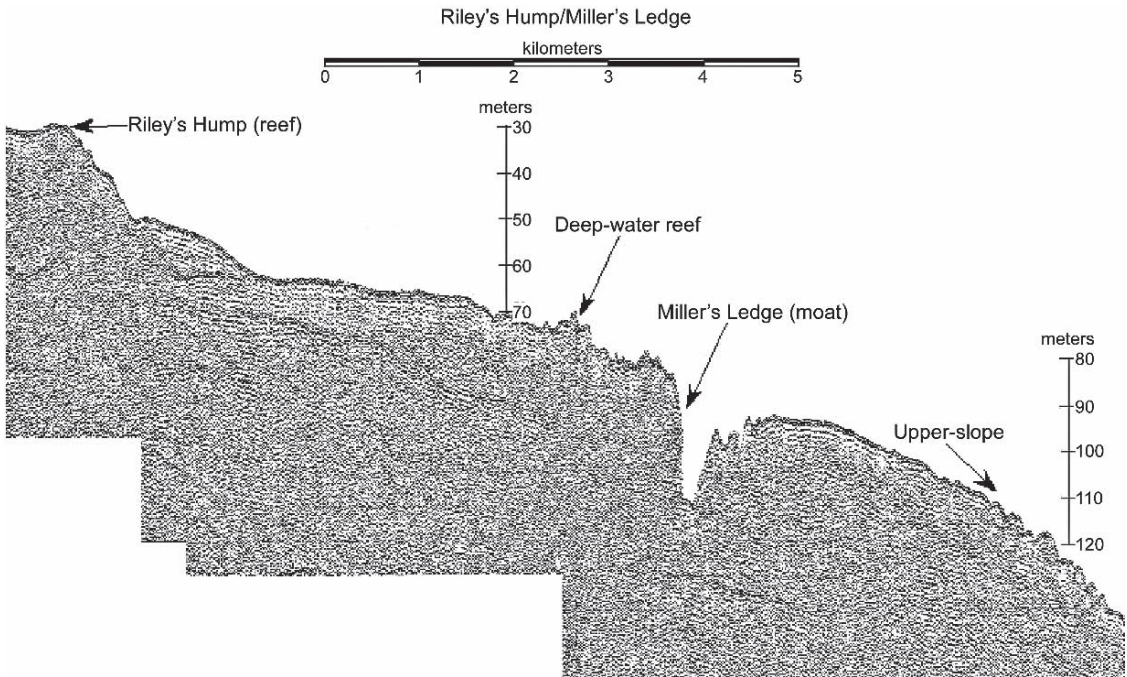 Riley's Hump/Miller's Ledge
kilometers
0 1 2 3 4 5
meters
30
Riley's Hump (reef)
40
50
Deep-water reef
60
70
Miller's Ledge (moat)
meters
80
90
Upper-slope
100
110
120